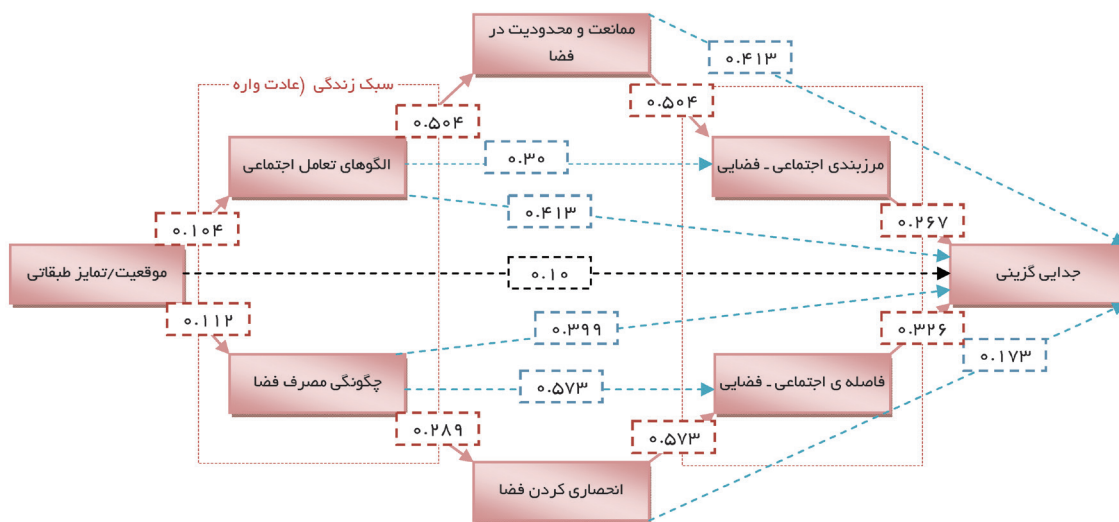 ممانعت و محدودیت در
فضا
۰.۴۱۳
سبک زندگی (عادت واره
۰.۵۰۴
۰.۵۰۴
الگوهای تعامل اجتماعی
۰.۳۰
مرزبندی اجتماعی ـ فضایی
۰.۴۱۳
۰.۲۶۷
۰.۱۰۴
موقعیت/تمایز طبقاتی
۰.۱۰
جدایی گزینی
۰.۱۱۲
۰.۳۹۹
۰.۳۲۶
۰.۱۷۳
چگونگی مصرف فضا
۰.۵۷۳
فاصله ی اجتماعی ـ فضایی
۰.۲۸۹
۰.۵۷۳
انحصاری کردن فضا